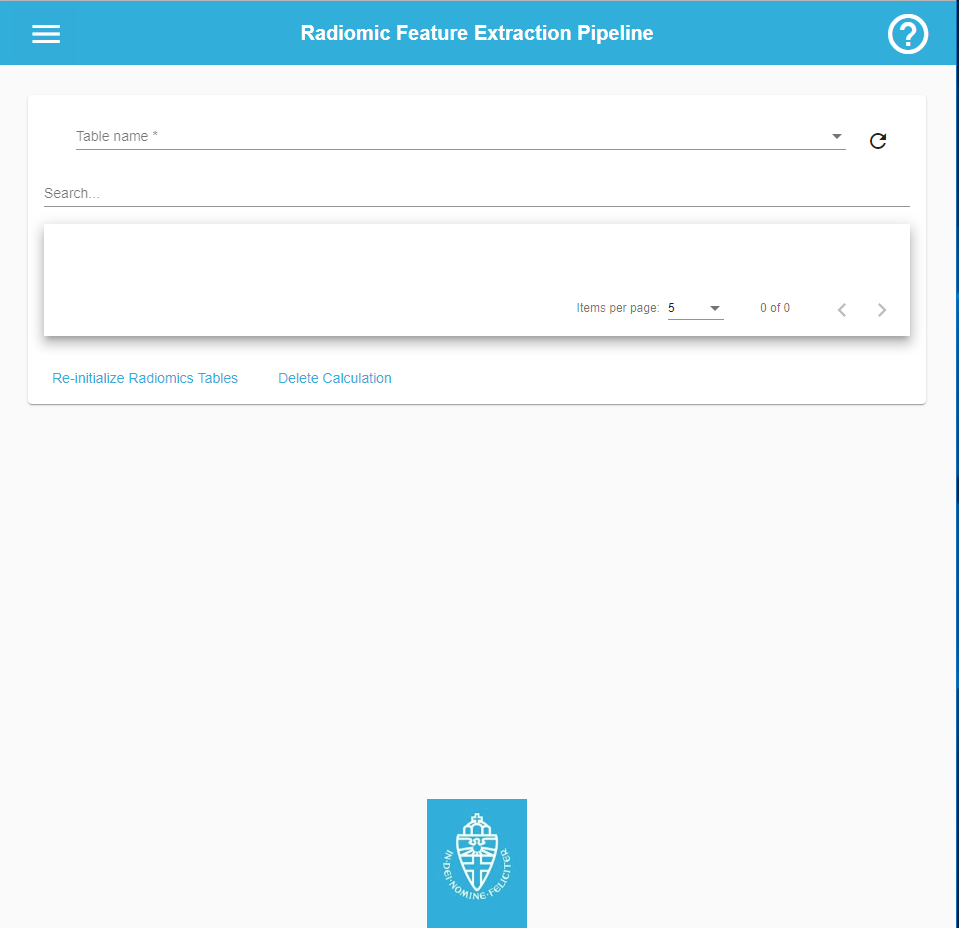 Radiomic Feature Extraction Pipeline
Table name *
Search...
Items per page: 5 0 of 0
Re-initialize Radiomics Tables Delete Calculation
IN·DEI·NOMINE·FELICITER